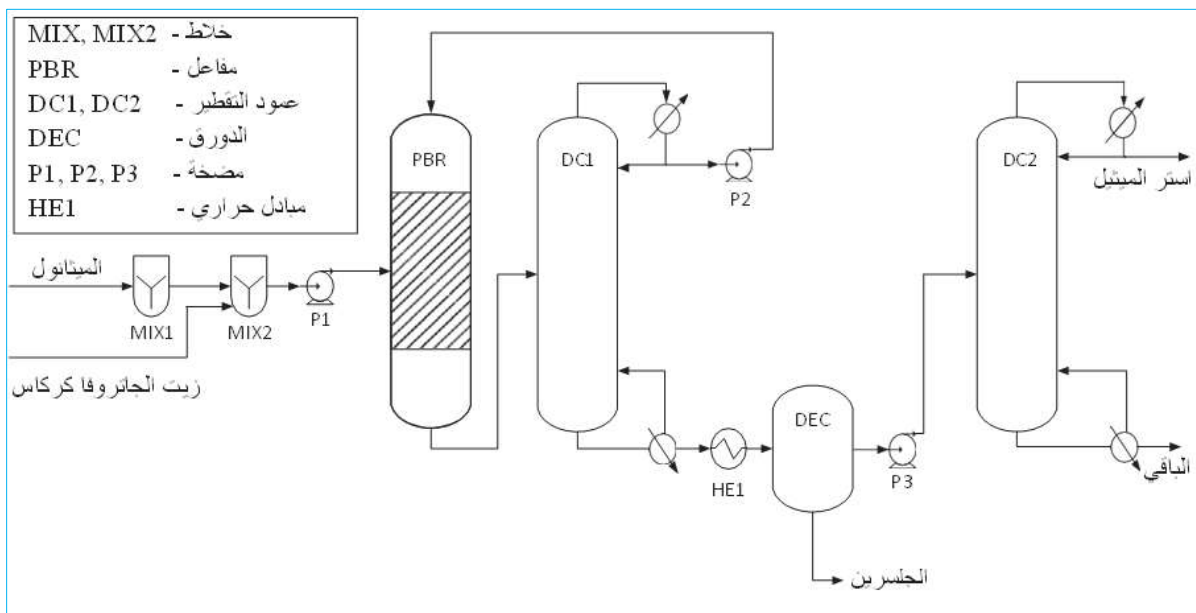 MIX, MIX2 - خلاط
PBR - مفاعل
DC1, DC2 - عمود التقطير
DEC - الدورق
P1, P2, P3 - مضخة
HE1 - مبادل حراري
PBR
DC1
P2
DC2
استر الميثيل
الميثانول
MIX1
MIX2
P1
زيت الجاتروفا كركاس
HE1
DEC
P3
الباقي
الجلسرين